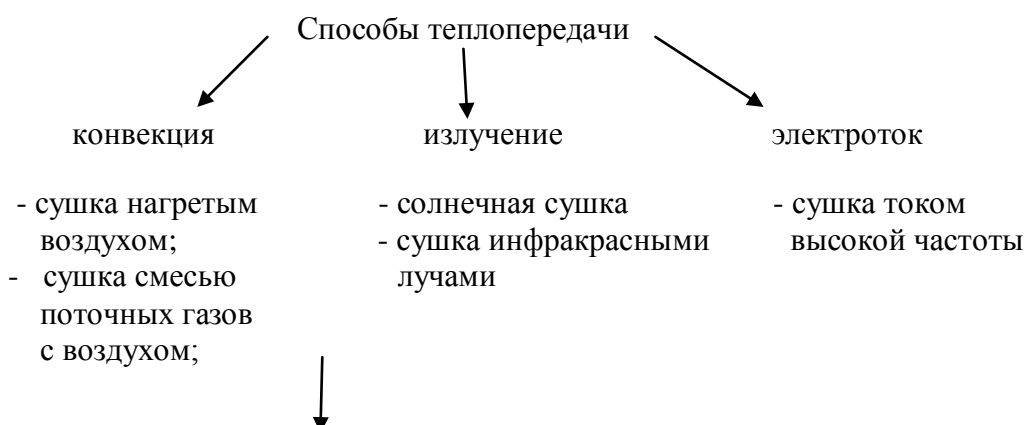 Способы теплопередачи
конвекция
излучение
электроток
- сушка нагретым
воздухом;
- сушка смесью
поточных газов
с воздухом;
- солнечная сушка
- сушка инфракрасными
лучами
- сушка током
высокой частоты